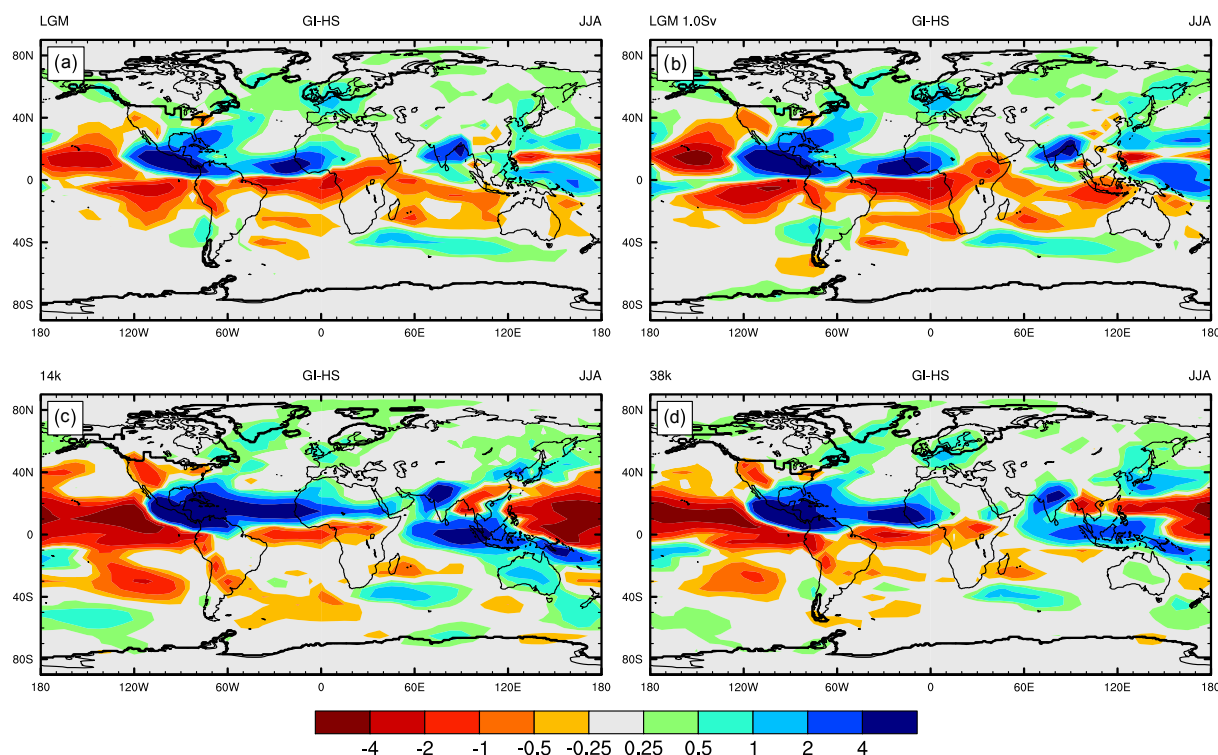 LGM GI-HS JJA
(a)
80N
40N
0
40S
80S
180 120W 60W 0 60E 120E 180
LGM 1.0Sv GI-HS JJA
(b)
80N
40N
0
40S
80S
180 120W 60W 0 60E 120E 180
14k GI-HS JJA
(c)
80N
40N
0
40S
80S
180 120W 60W 0 60E 120E 180
38k GI-HS JJA
(d)
80N
40N
0
40S
80S
180 120W 60W 0 60E 120E 180
-4 -2 -1 -0.5 -0.25 0.25 0.5 1 2 4